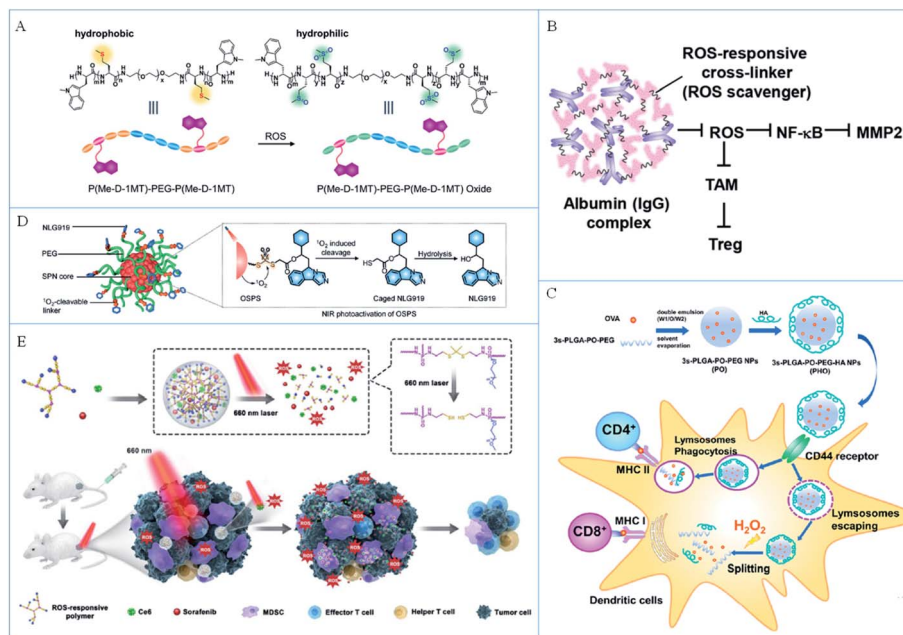 A
hydrophobic
hydrophilic
ROS
P(Me-D-1MT)-PEG-P(Me-D-1MT)
P(Me-D-1MT)-PEG-P(Me-D-1MT) Oxide
B
ROS-responsive
cross-linker
(ROS scavenger)
ROS
NF-κB
MMP2
TAM
Treg
Albumin (IgG)
complex
D
NLG919
PEG
SPN core
¹O₂-cleavable
linker
¹O₂ induced
cleavage
Hydrolysis
¹O₂
OSPS
Caged NLG919
NLG919
NIR photoactivation of OSPS
C
OVA
3s-PLGA-PO-PEG
double emulsion
(W1/O/W2)
solvent
evaporation
HA
3s-PLGA-PO-PEG NPs
(PO)
3s-PLGA-PO-PEG-HA NPs
(PHO)
CD4⁺
MHC II
Lymsosomes
Phagocytosis
CD44 receptor
Lymsosomes
escaping
CD8⁺
MHC I
H₂O₂
Splitting
Dendritic cells
E
660 nm laser
660 nm laser
660 nm
ROS
ROS-responsive
polymer
Ce6
Sorafenib
MDSC
Effector T cell
Helper T cell
Tumor cell